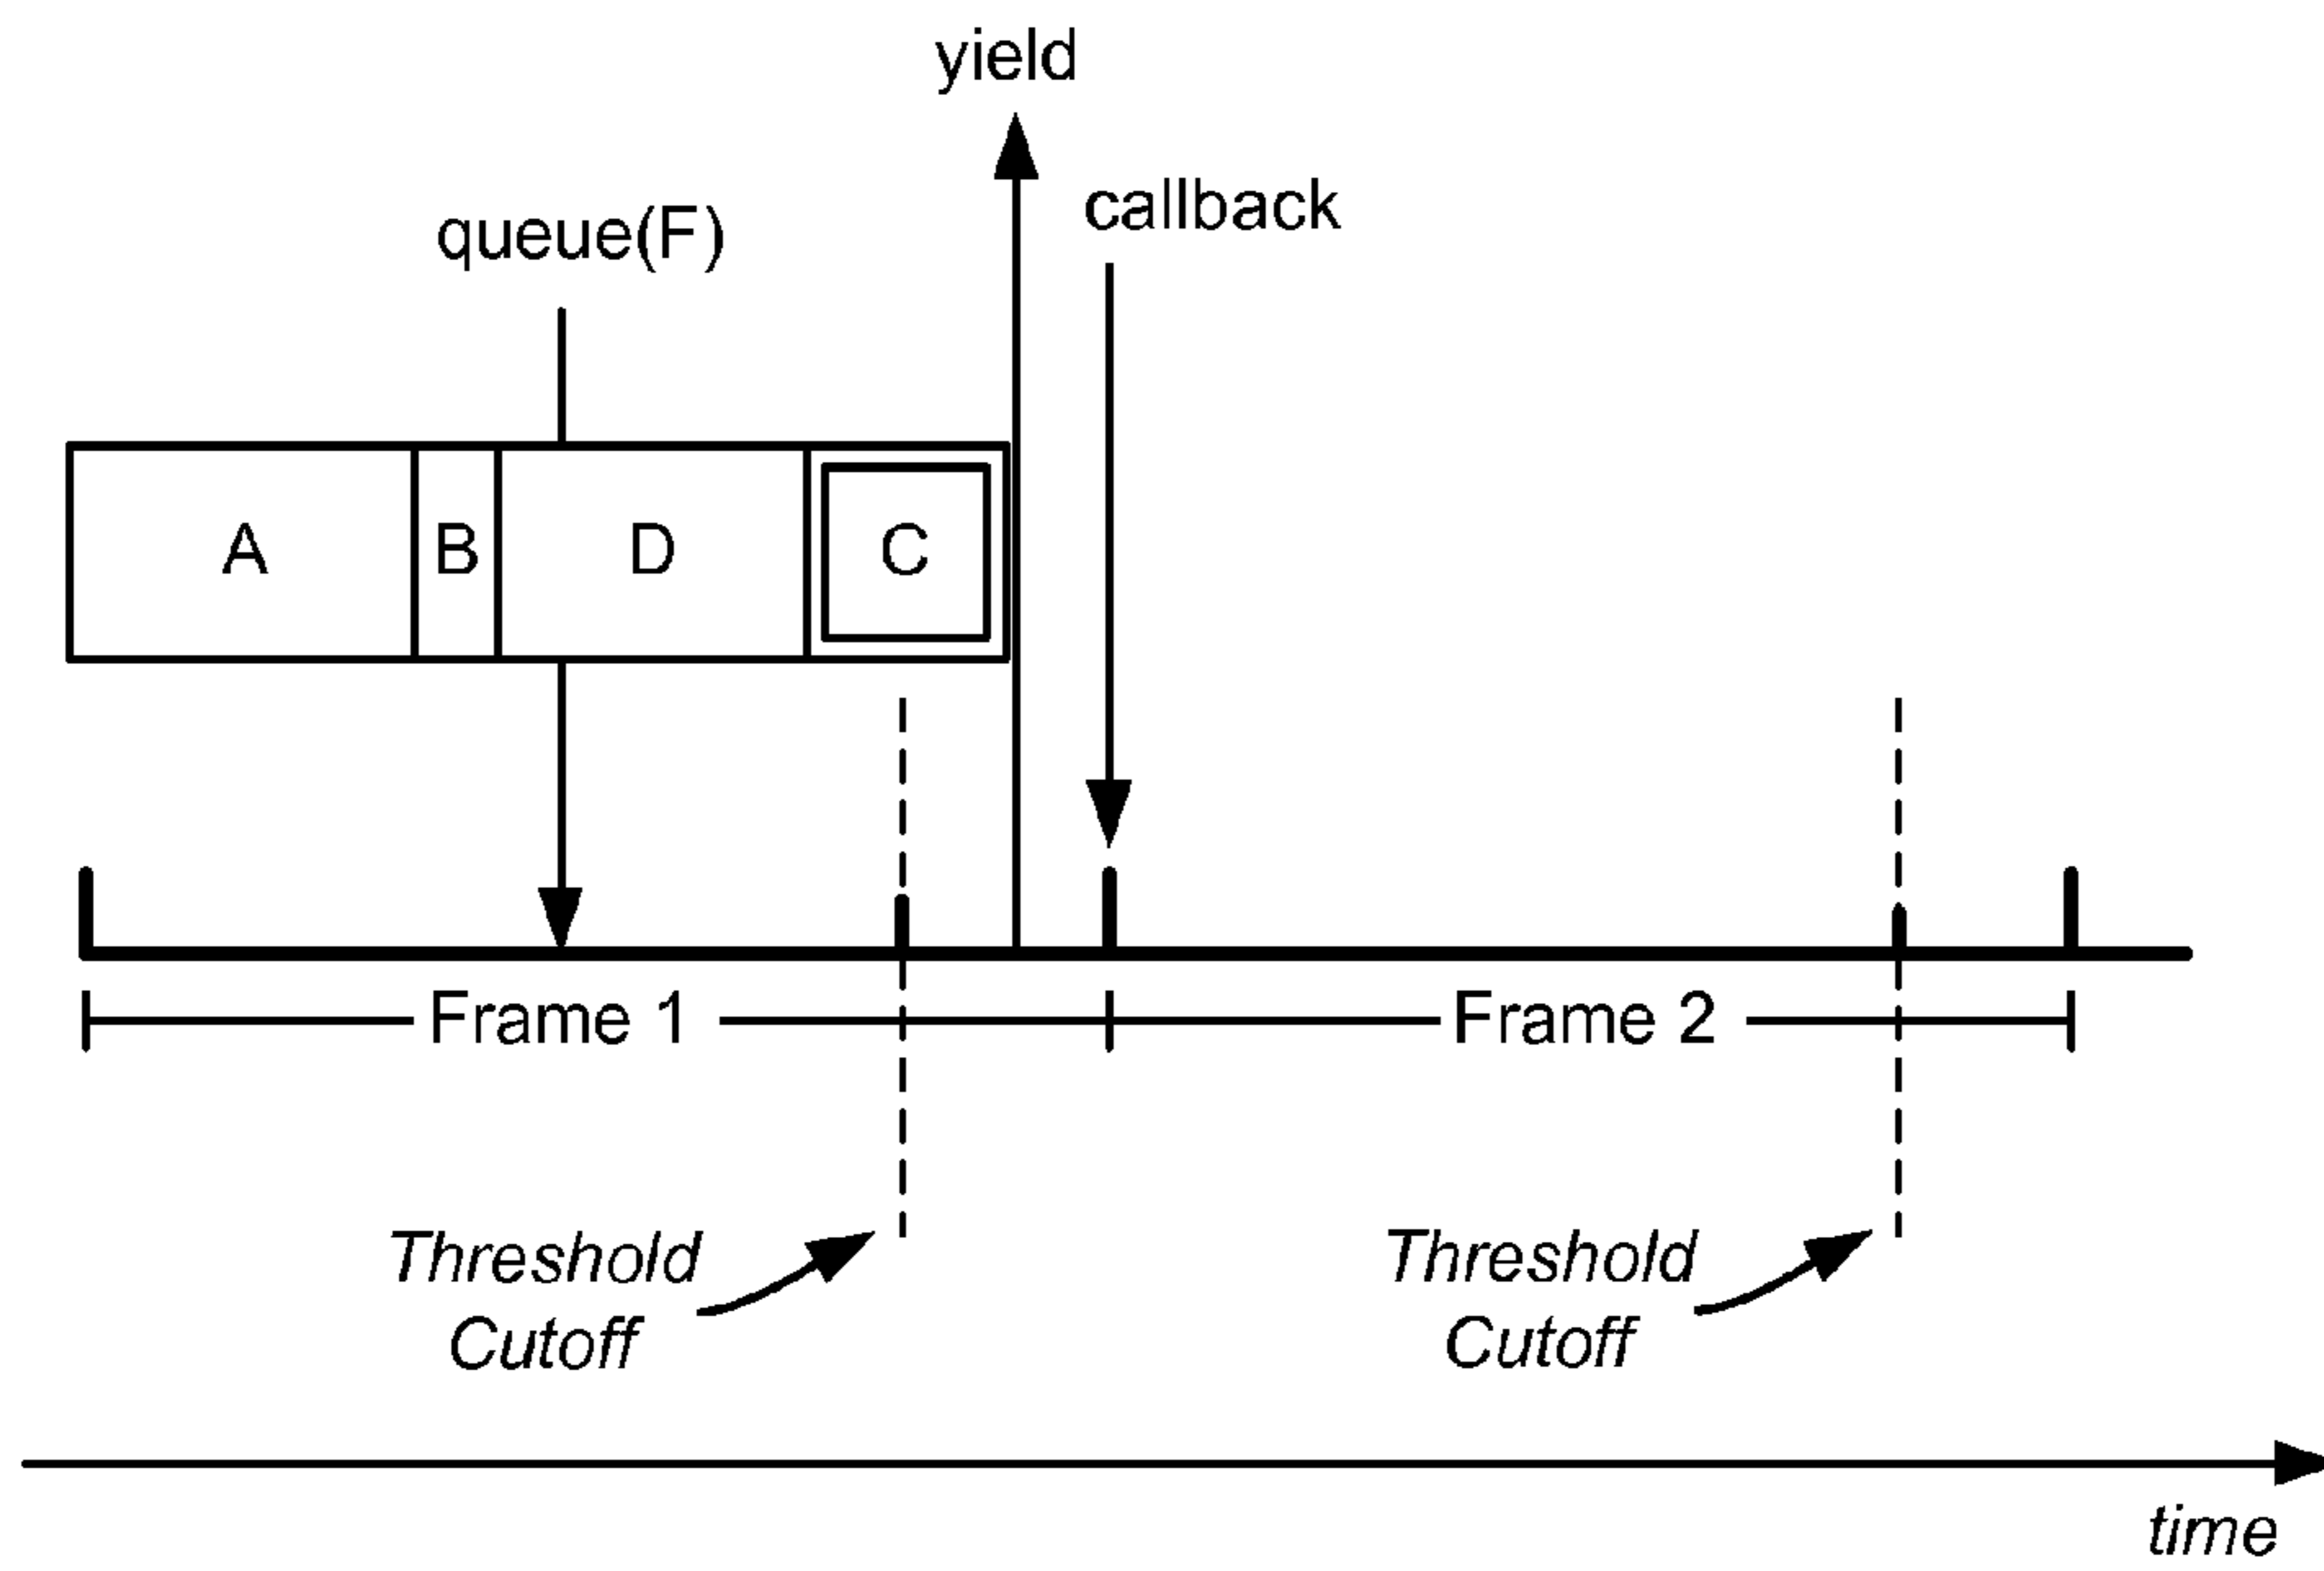 yield
callback
queue(F)
A B D C
Frame 1 Frame 2
Threshold
Cutoff
Threshold
Cutoff
time